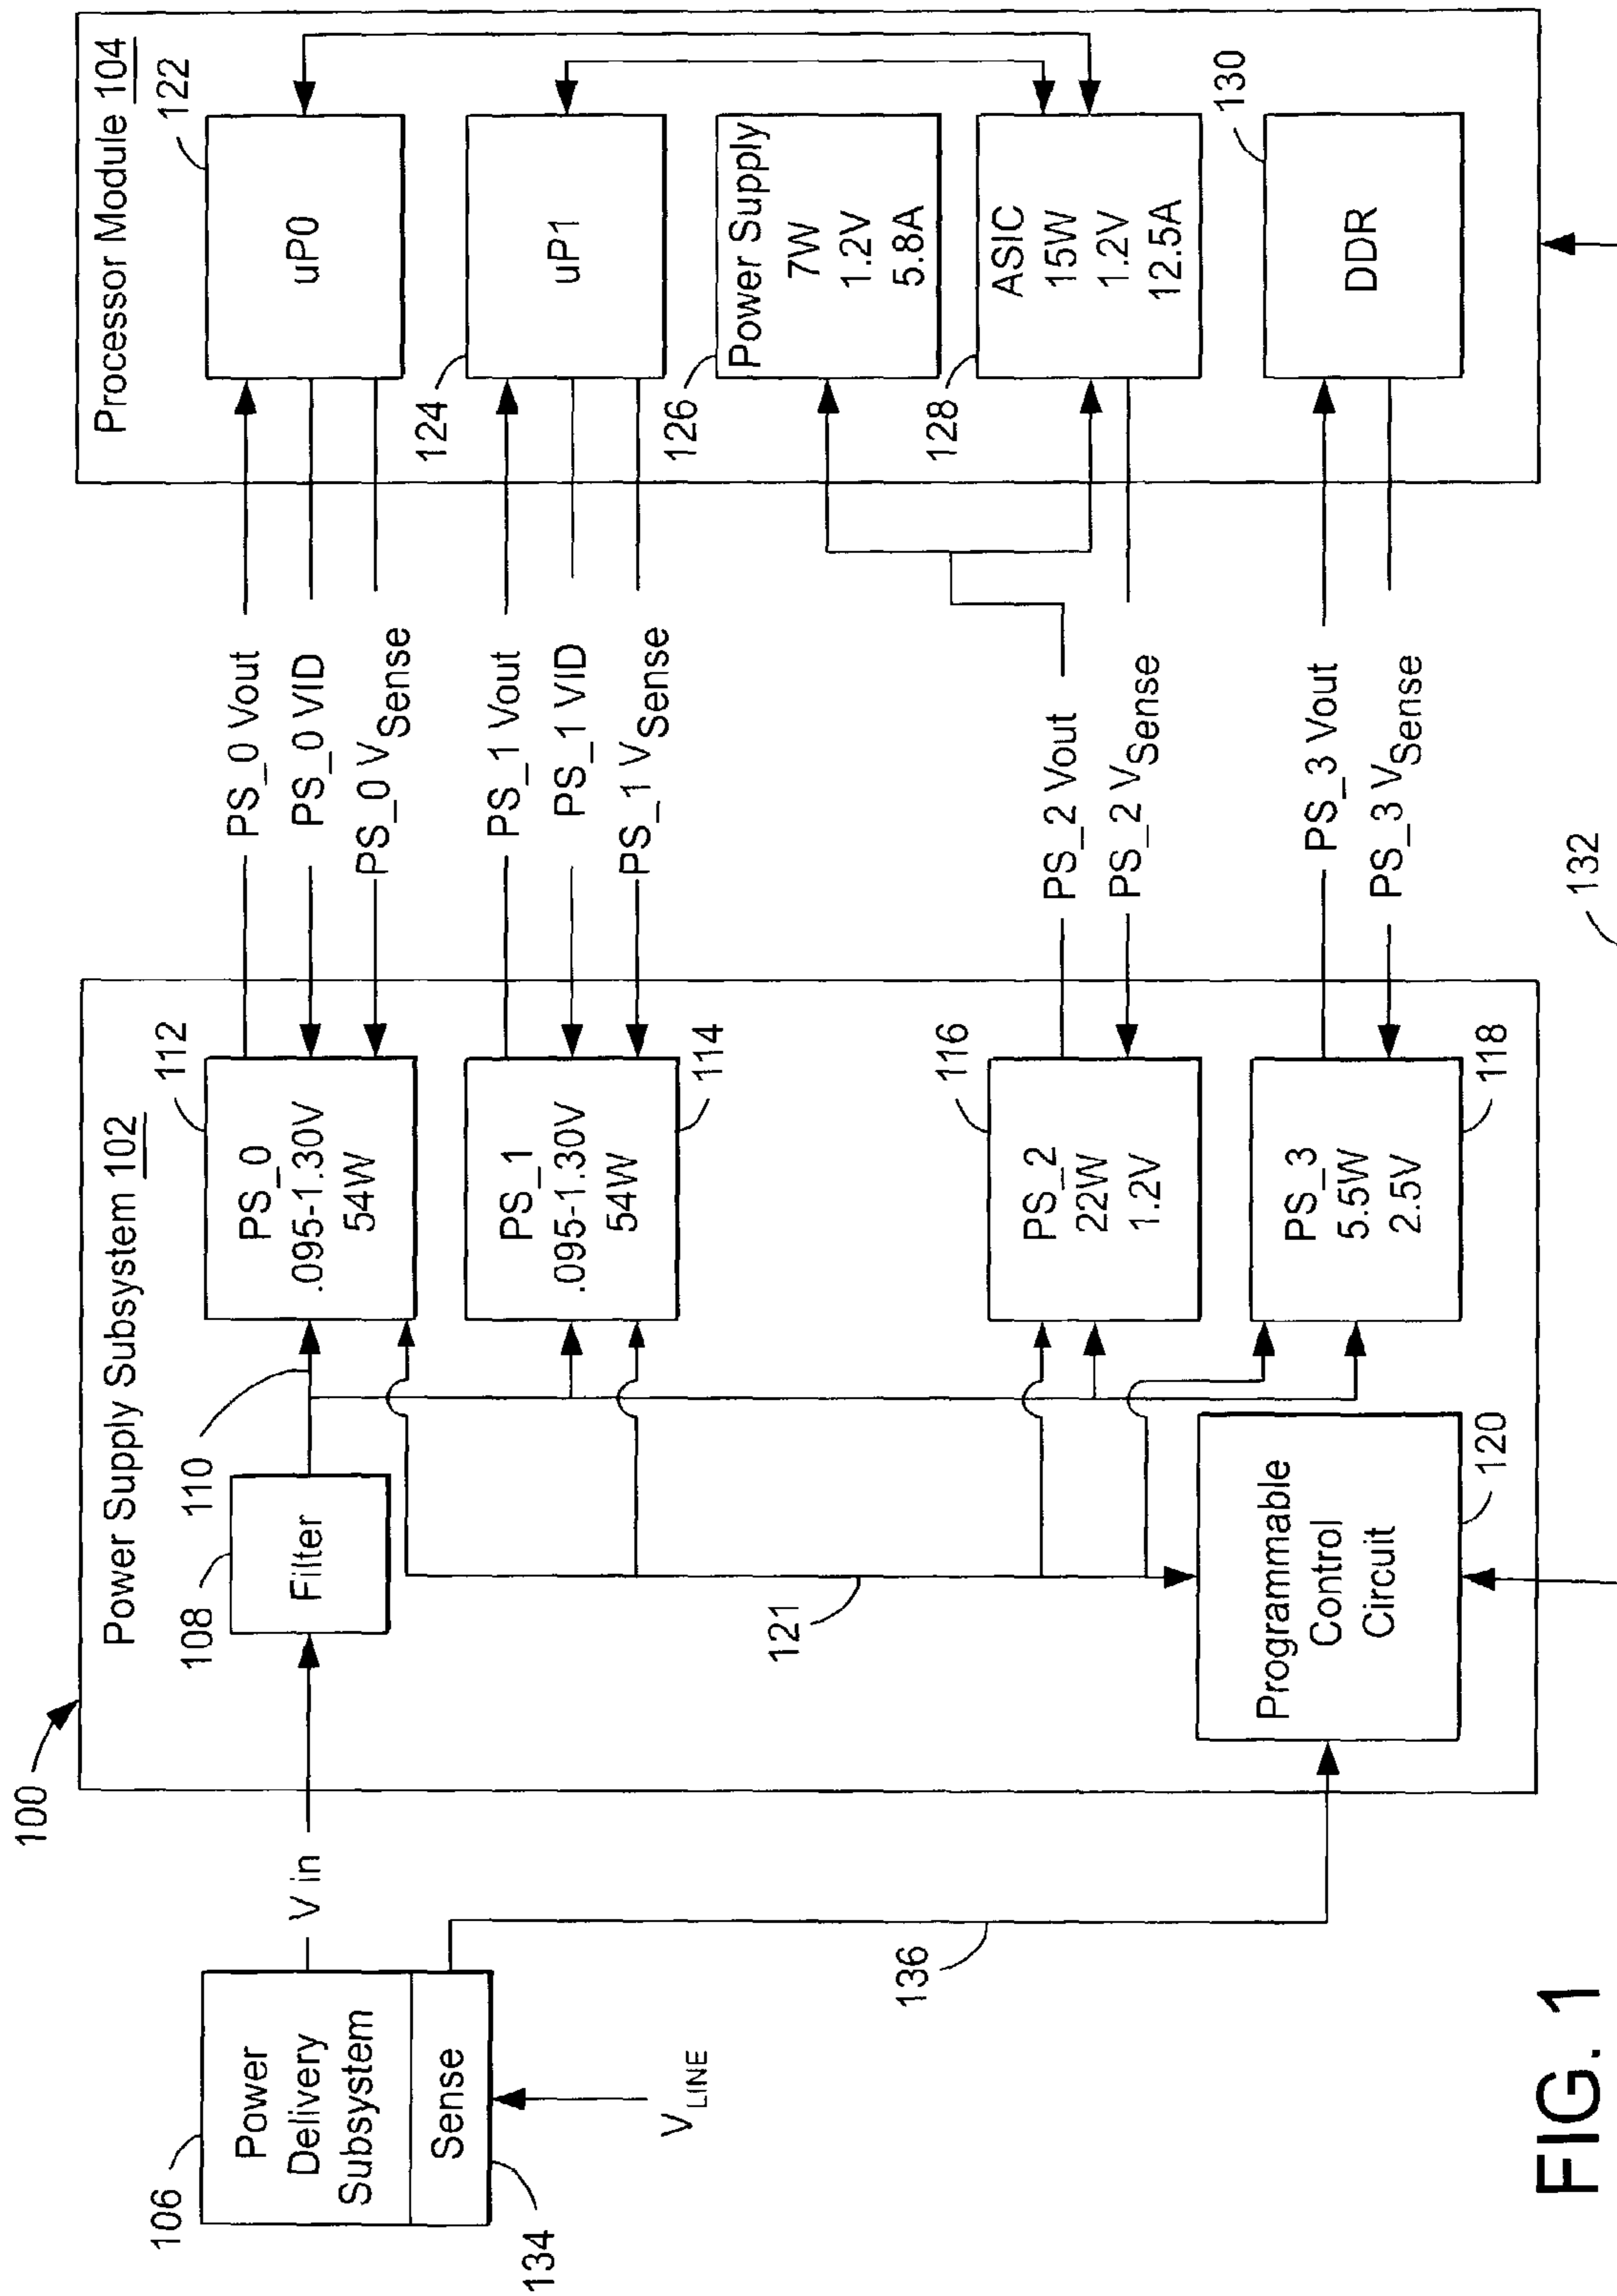 100
Power Supply Subsystem 102
Processor Module 104
106
Power
Delivery
Subsystem
Sense
134
V LINE
V in
136
108
Filter
110
121
Programmable
Control
Circuit
120
112
PS_0
.095-1.30V
54W
PS_1
.095-1.30V
54W
114
116
PS_2
22W
1.2V
PS_3
5.5W
2.5V
118
PS_0 Vout
PS_0 VID
PS_0 VSense
PS_1 Vout
PS_1 VID
PS_1 VSense
PS_2 Vout
PS_2 VSense
PS_3 Vout
PS_3 VSense
122
uP0
124
uP1
126
Power Supply
7W
1.2V
5.8A
128
ASIC
15W
1.2V
12.5A
130
DDR
132
FIG. 1